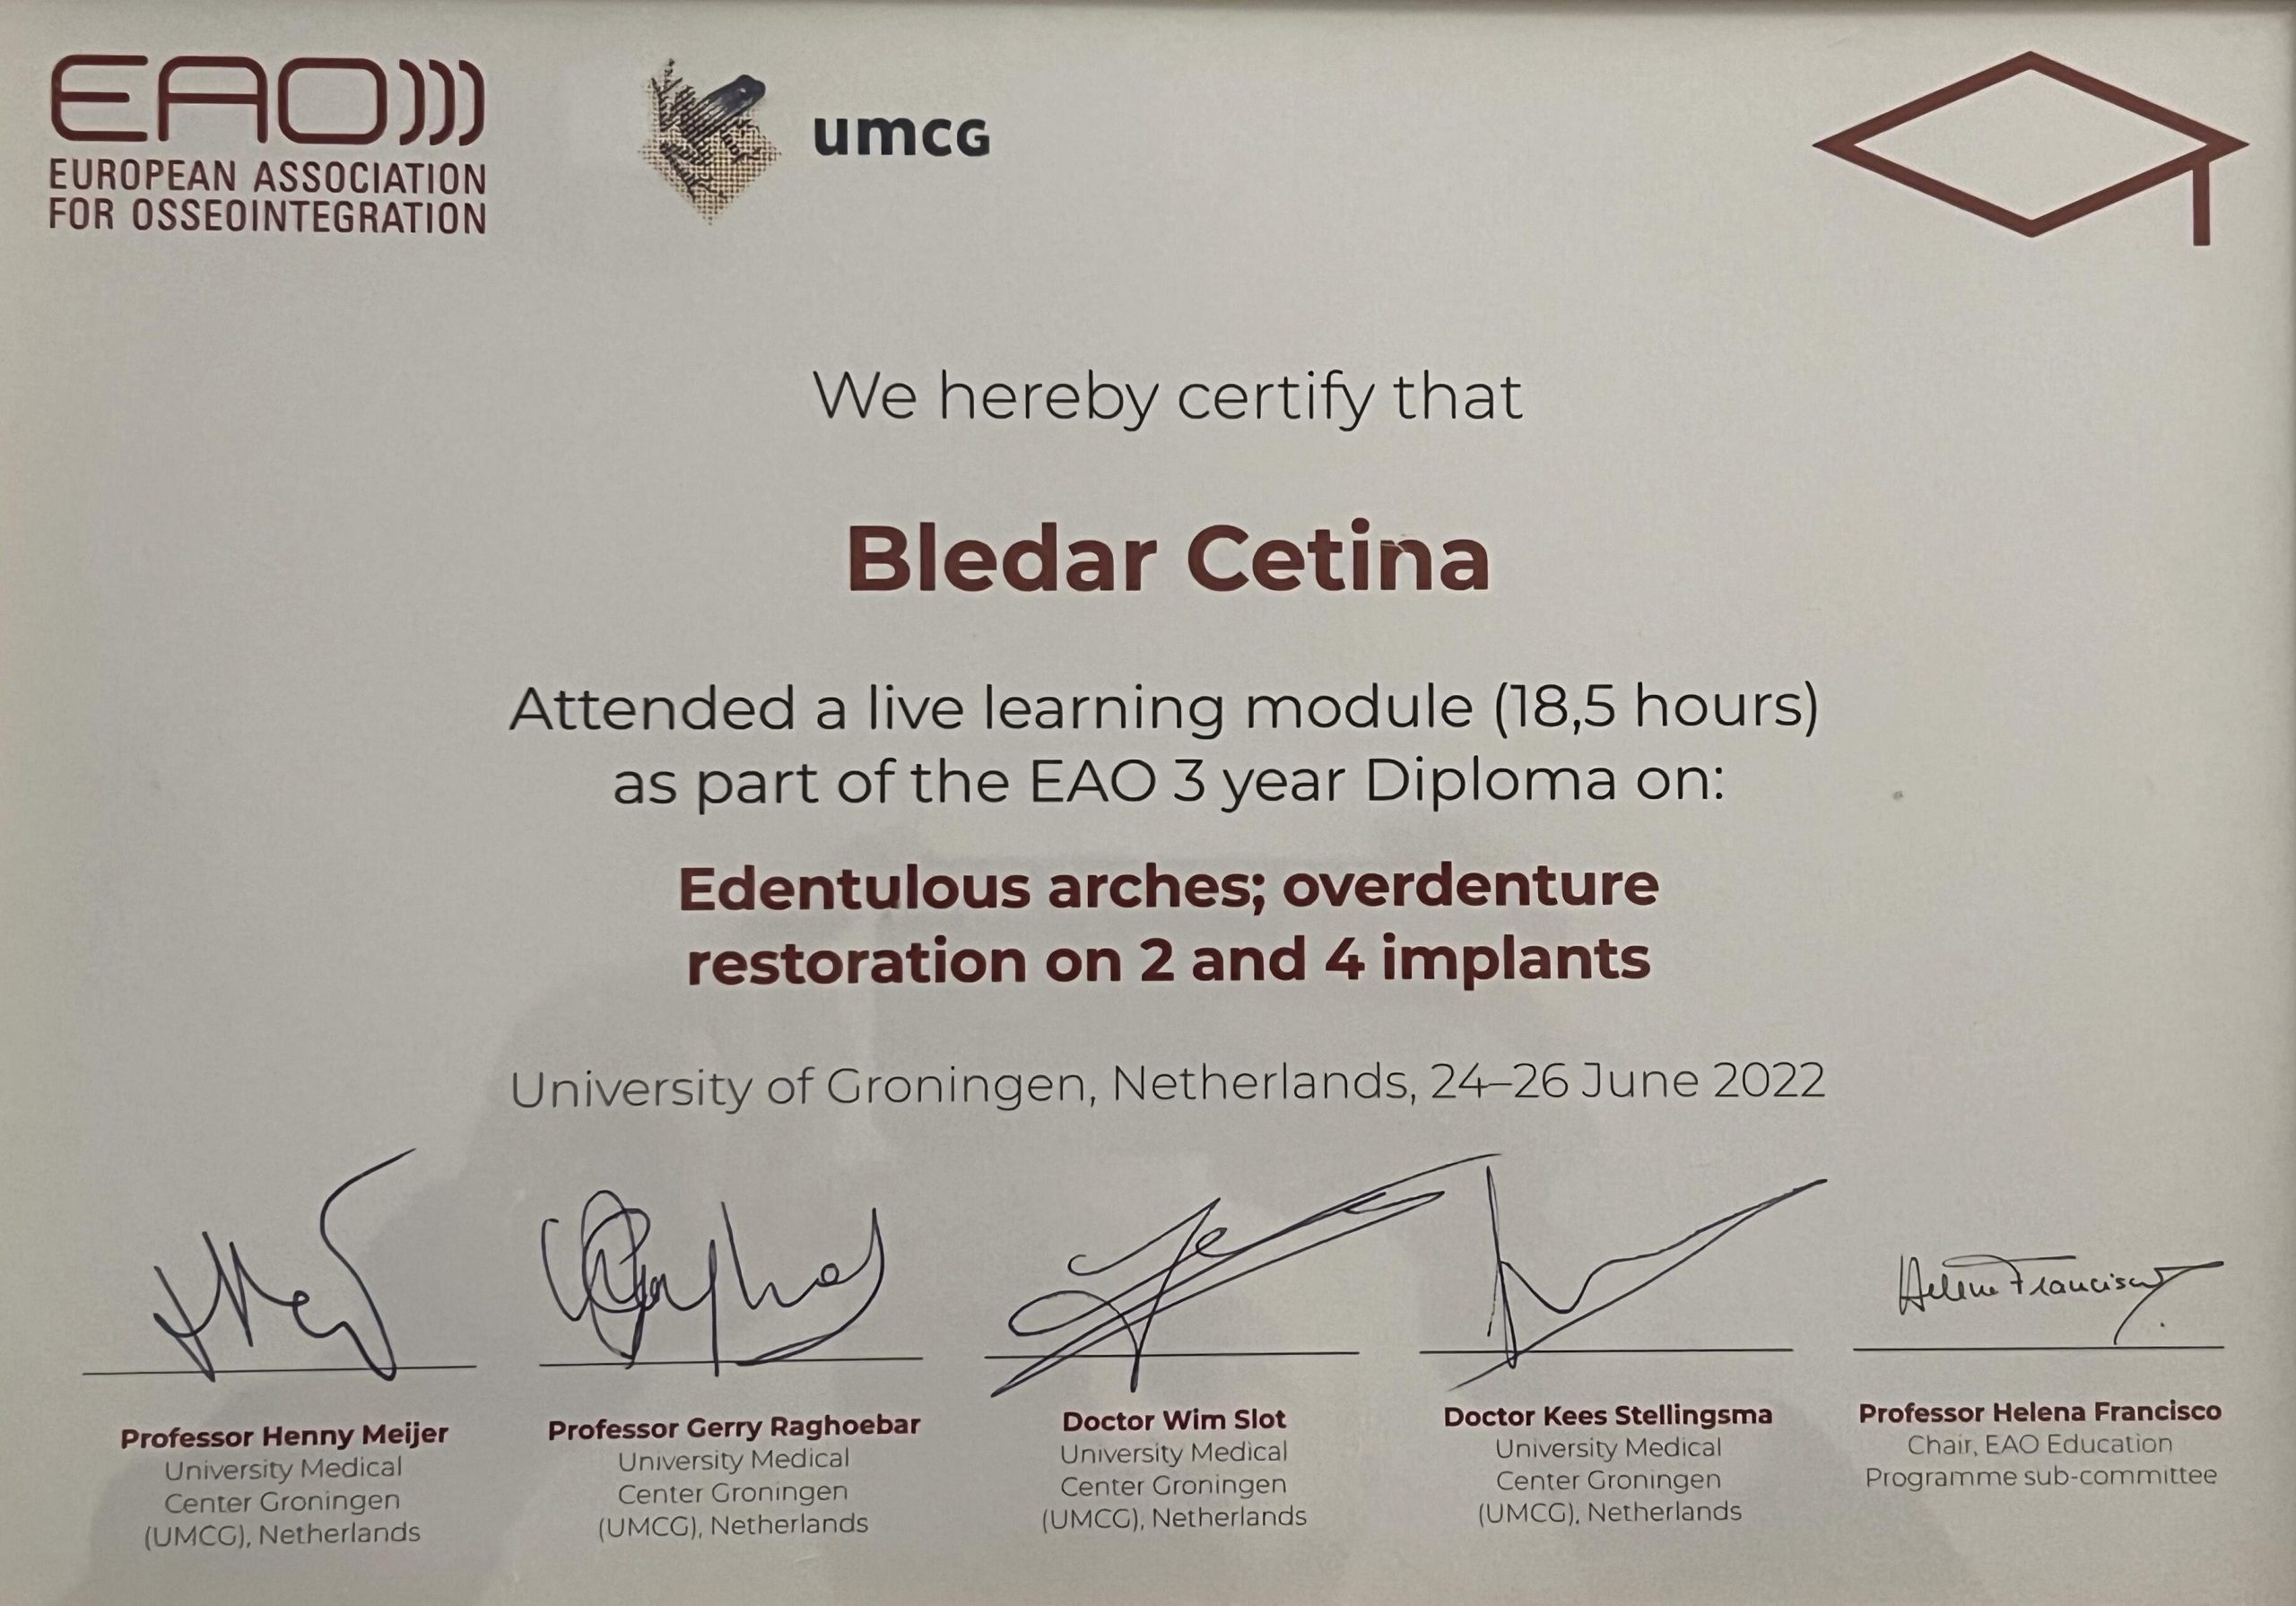 EAO)))
EUROPEAN ASSOCIATION
FOR OSSEOINTEGRATION
umcg
We hereby certify that
Bledar Cetina
Attended a live learning module (18,5 hours)
as part of the EAO 3 year Diploma on:
Edentulous arches; overdenture
restoration on 2 and 4 implants
University of Groningen, Netherlands, 24–26 June 2022
Helena Francisco
Professor Henny Meijer
University Medical
Center Groningen
(UMCG), Netherlands
Professor Gerry Raghoebar
University Medical
Center Groningen
(UMCG), Netherlands
Doctor Wim Slot
University Medical
Center Groningen
(UMCG), Netherlands
Doctor Kees Stellingsma
University Medical
Center Groningen
(UMCG), Netherlands
Professor Helena Francisco
Chair, EAO Education
Programme sub-committee